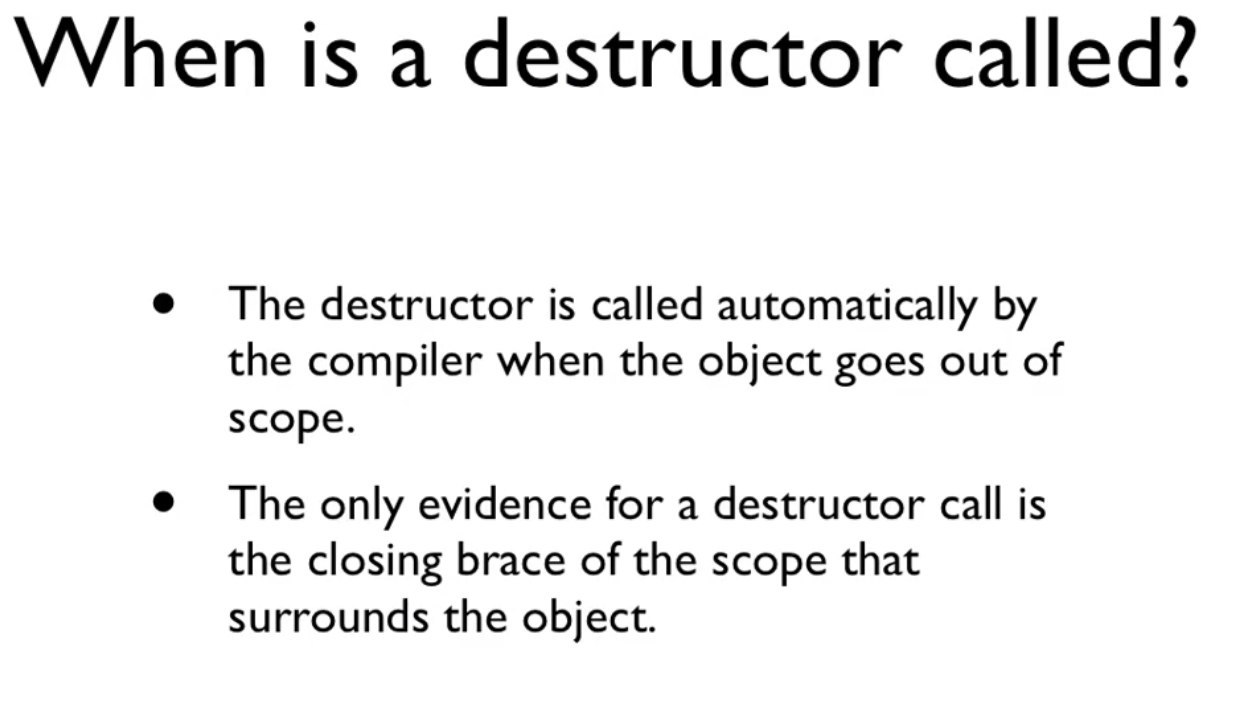 When is a destructor called?
• The destructor is called automatically by
the compiler when the object goes out of
scope.
• The only evidence for a destructor call is
the closing brace of the scope that
surrounds the object.